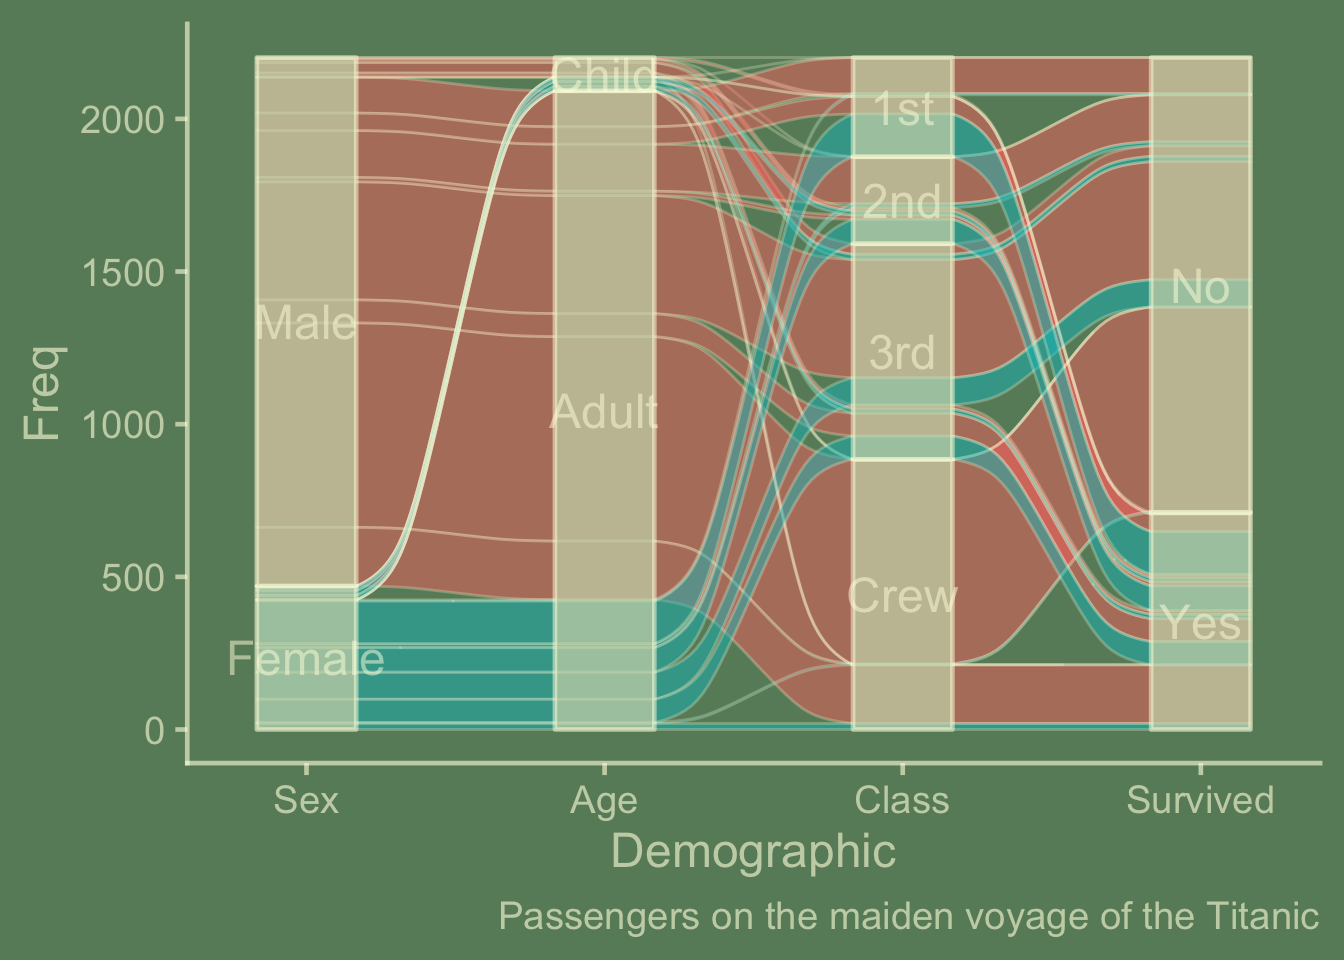 Freq
2000
1500
1000
500
0
Male
Female
Child
Adult
1st
2nd
3rd
Crew
No
Yes
Sex Age Class Survived
Demographic
Passengers on the maiden voyage of the Titanic